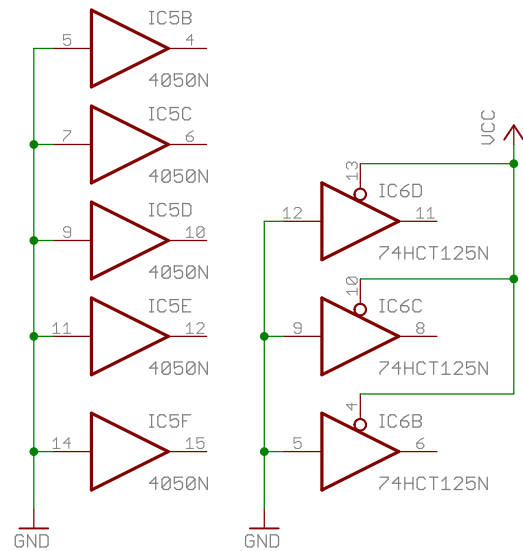 IC5B
5 4
4050N
IC5C
7 6
4050N
IC5D
9 10
4050N
IC5E
11 12
4050N
IC5F
14 15
4050N
GND
VCC
13
IC6D
12 11
74HCT125N
10
IC6C
9 8
74HCT125N
4
IC6B
5 6
74HCT125N
GND